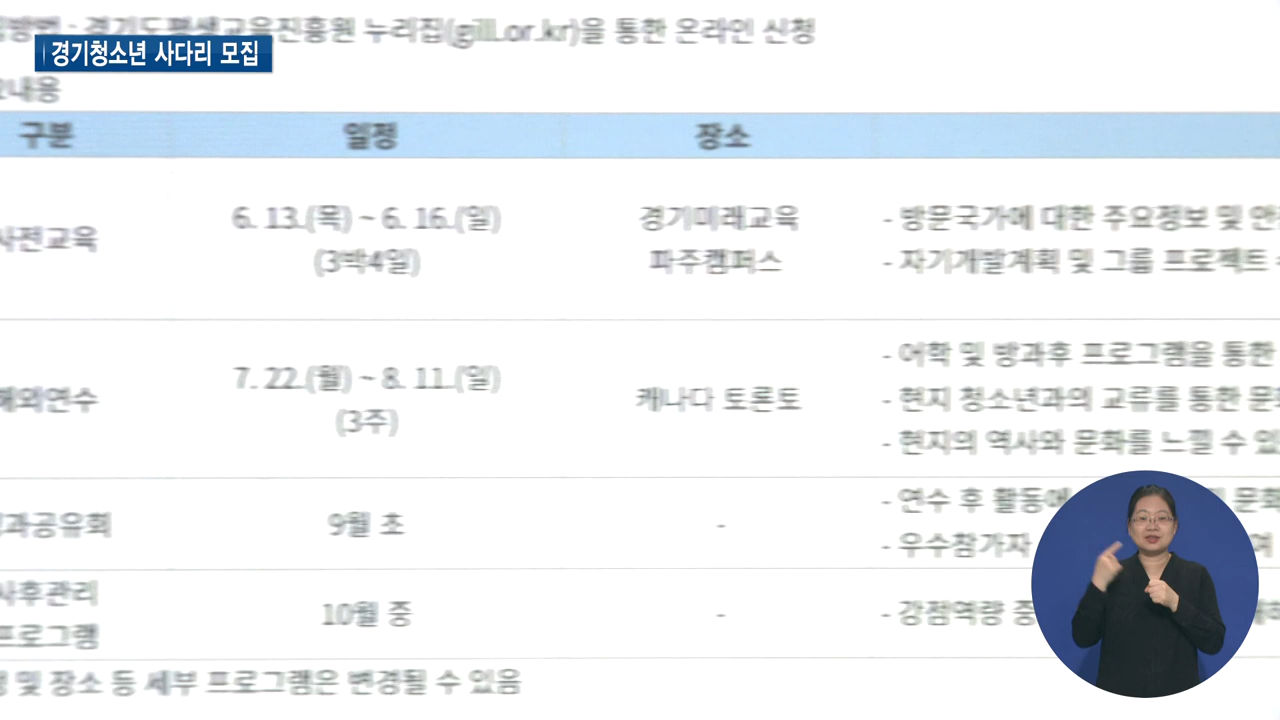 경기청소년 사다리 모집
경기도평생교육진흥원 누리집(gill.or.kr)을 통한 온라인 신청
내용
구분 일정 장소
사전교육
6. 13.(목) ~ 6. 16.(일)
(3박4일)
경기미래교육
파주캠퍼스
- 방문국가에 대한 주요정보 및
- 자기개발계획 및 그룹 프로젝트
해외연수
7. 22.(월) ~ 8. 11.(일)
(3주)
캐나다 토론토
- 어학 및 방과후 프로그램을 통한
- 현지 청소년과의 교류를 통한
- 현지의 역사와 문화를 느낄 수
과공유회
9월 초
-
- 연수 후
- 우수참가자
사후관리
프로그램
10월 중
-
- 강점역량
및 장소 등 세부 프로그램은 변경될 수 있음